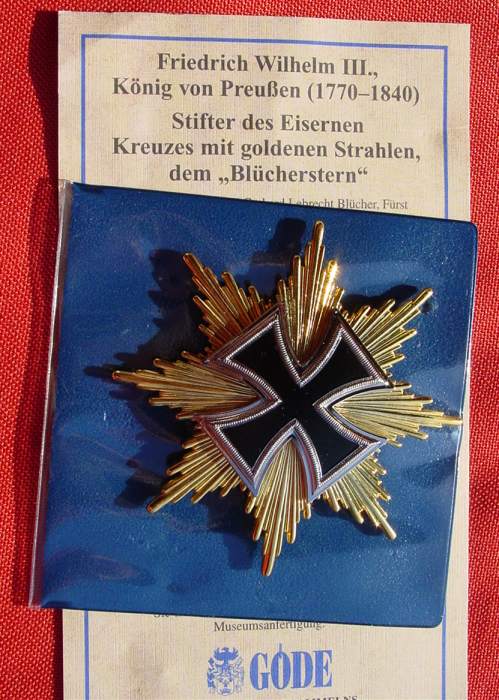 Friedrich Wilhelm III.,
König von Preußen (1770–1840)
Stifter des Eisernen
Kreuzes mit goldenen Strahlen,
dem „Blücherstern“
Lebrecht Blücher, Fürst
Museumsanfertigung.
GÖDE